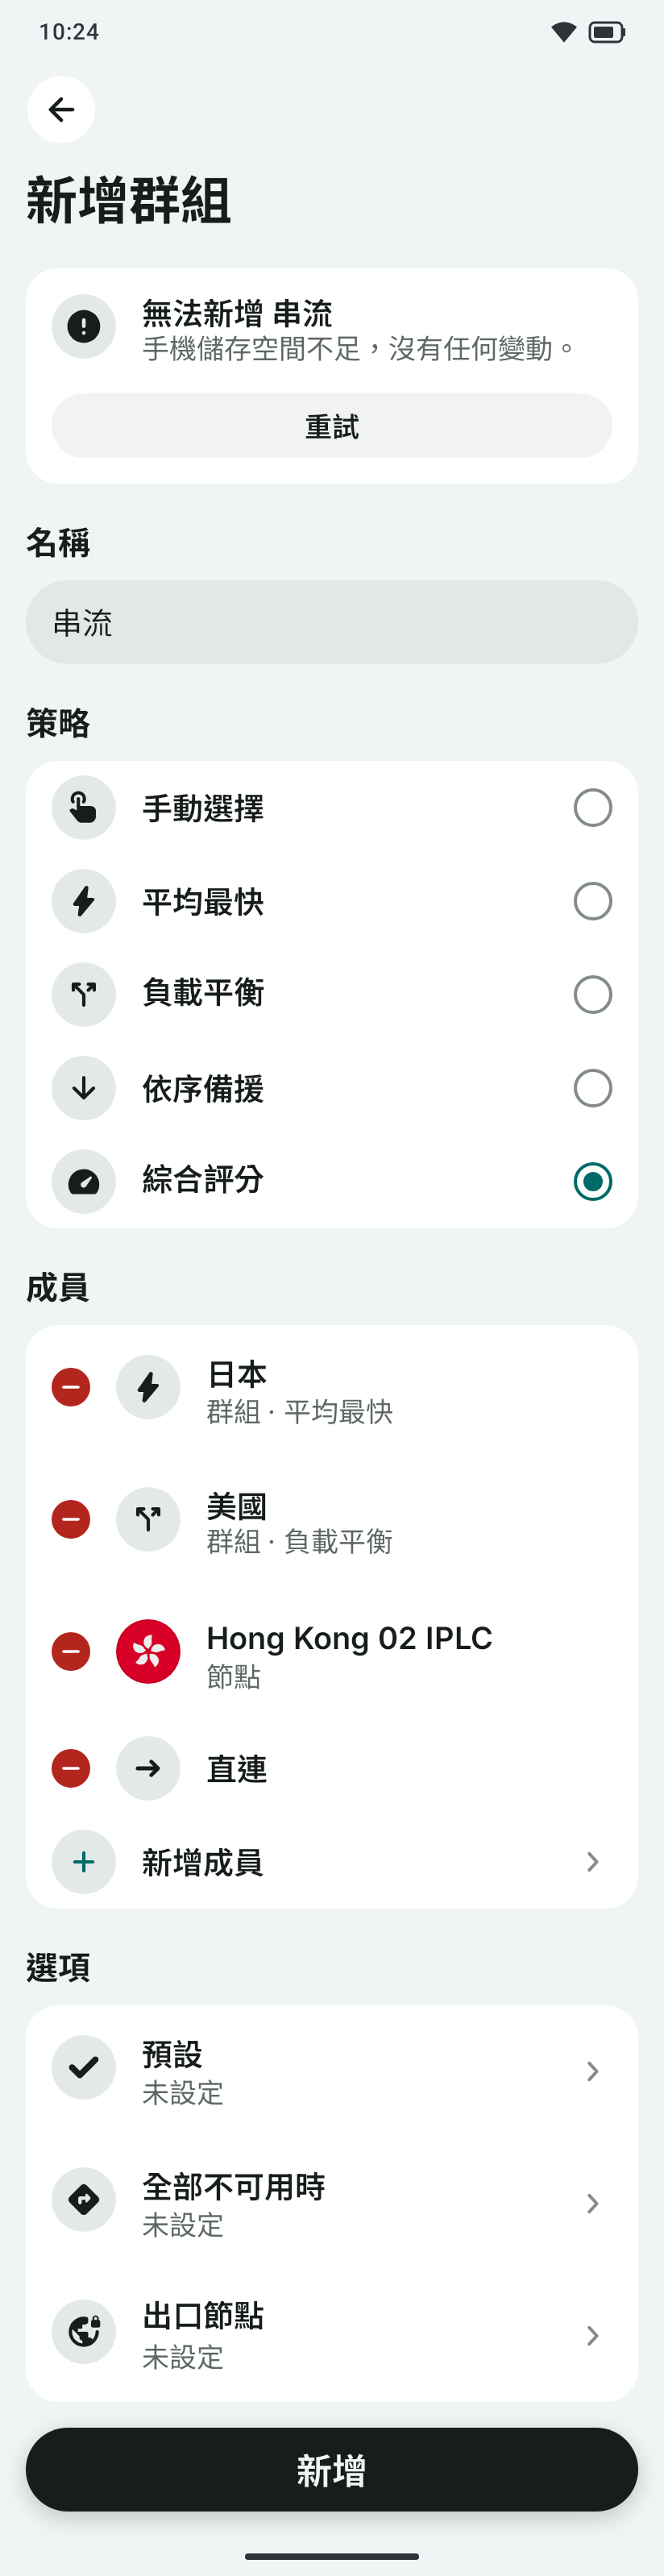 10:24
新增群組
無法新增 串流
手機儲存空間不足，沒有任何變動。
重試
名稱
串流
策略
手動選擇
平均最快
負載平衡
依序備援
綜合評分
成員
日本
群組 · 平均最快
美國
群組 · 負載平衡
Hong Kong 02 IPLC
節點
直連
新增成員
選項
預設
未設定
全部不可用時
未設定
出口節點
未設定
新增